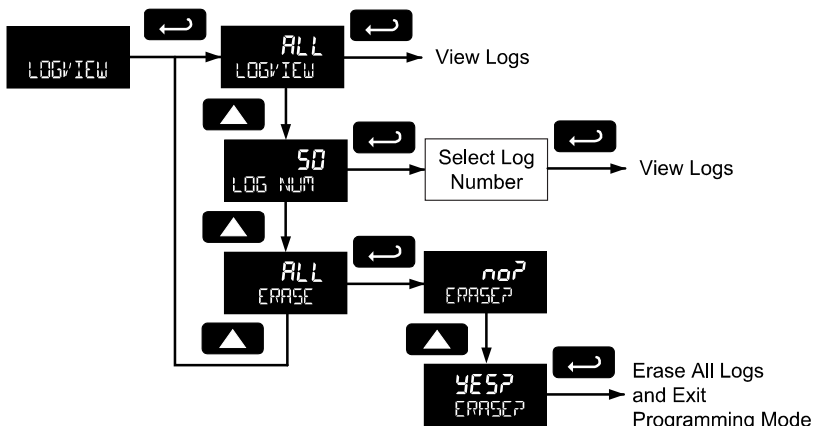 LOGVIEW
ALL
LOGVIEW
View Logs
50
LOG NUM
Select Log
Number
View Logs
ALL
ERASE
no?
ERASE?
YES?
ERASE?
Erase All Logs
and Exit
Programming Mode